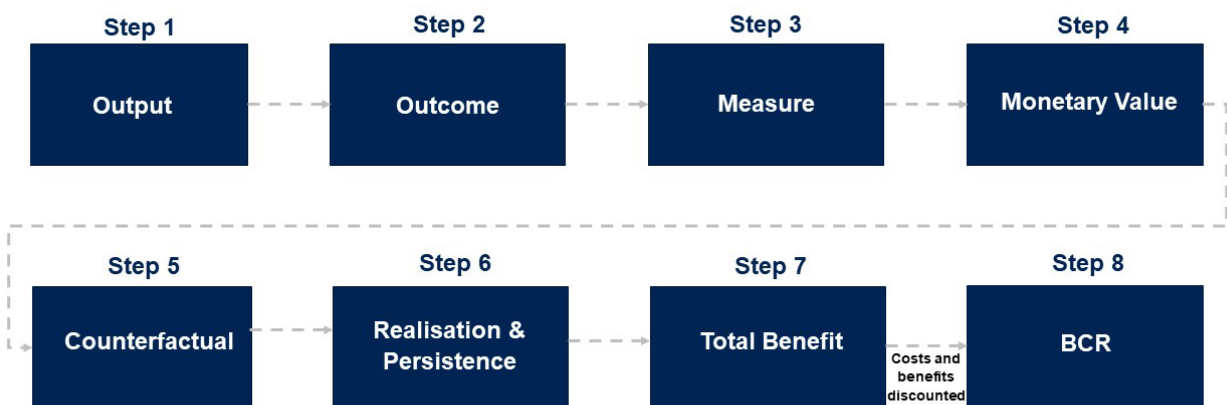 Step 1
Step 2
Step 3
Step 4
Output
Outcome
Measure
Monetary Value
Step 5
Step 6
Step 7
Step 8
Counterfactual
Realisation &
Persistence
Total Benefit
Costs and
benefits
discounted
BCR